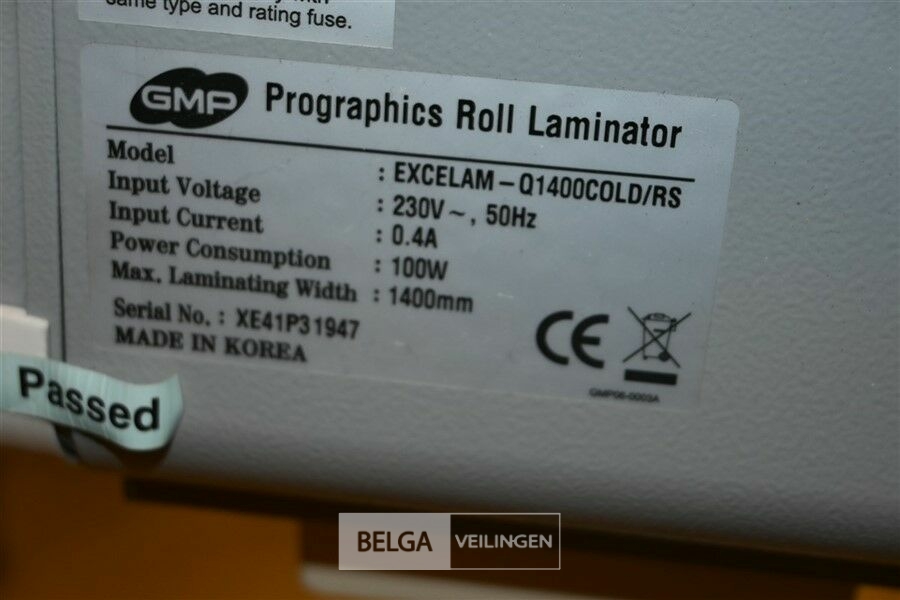 same type and rating fuse.
GMP Prographics Roll Laminator
Model : EXCELAM-Q1400COLD/RS
Input Voltage : 230V~, 50Hz
Input Current : 0.4A
Power Consumption : 100W
Max. Laminating Width : 1400mm
Serial No. : XE41P31947
MADE IN KOREA
CE
GMP06-0003A
Passed
BELGA VEILINGEN